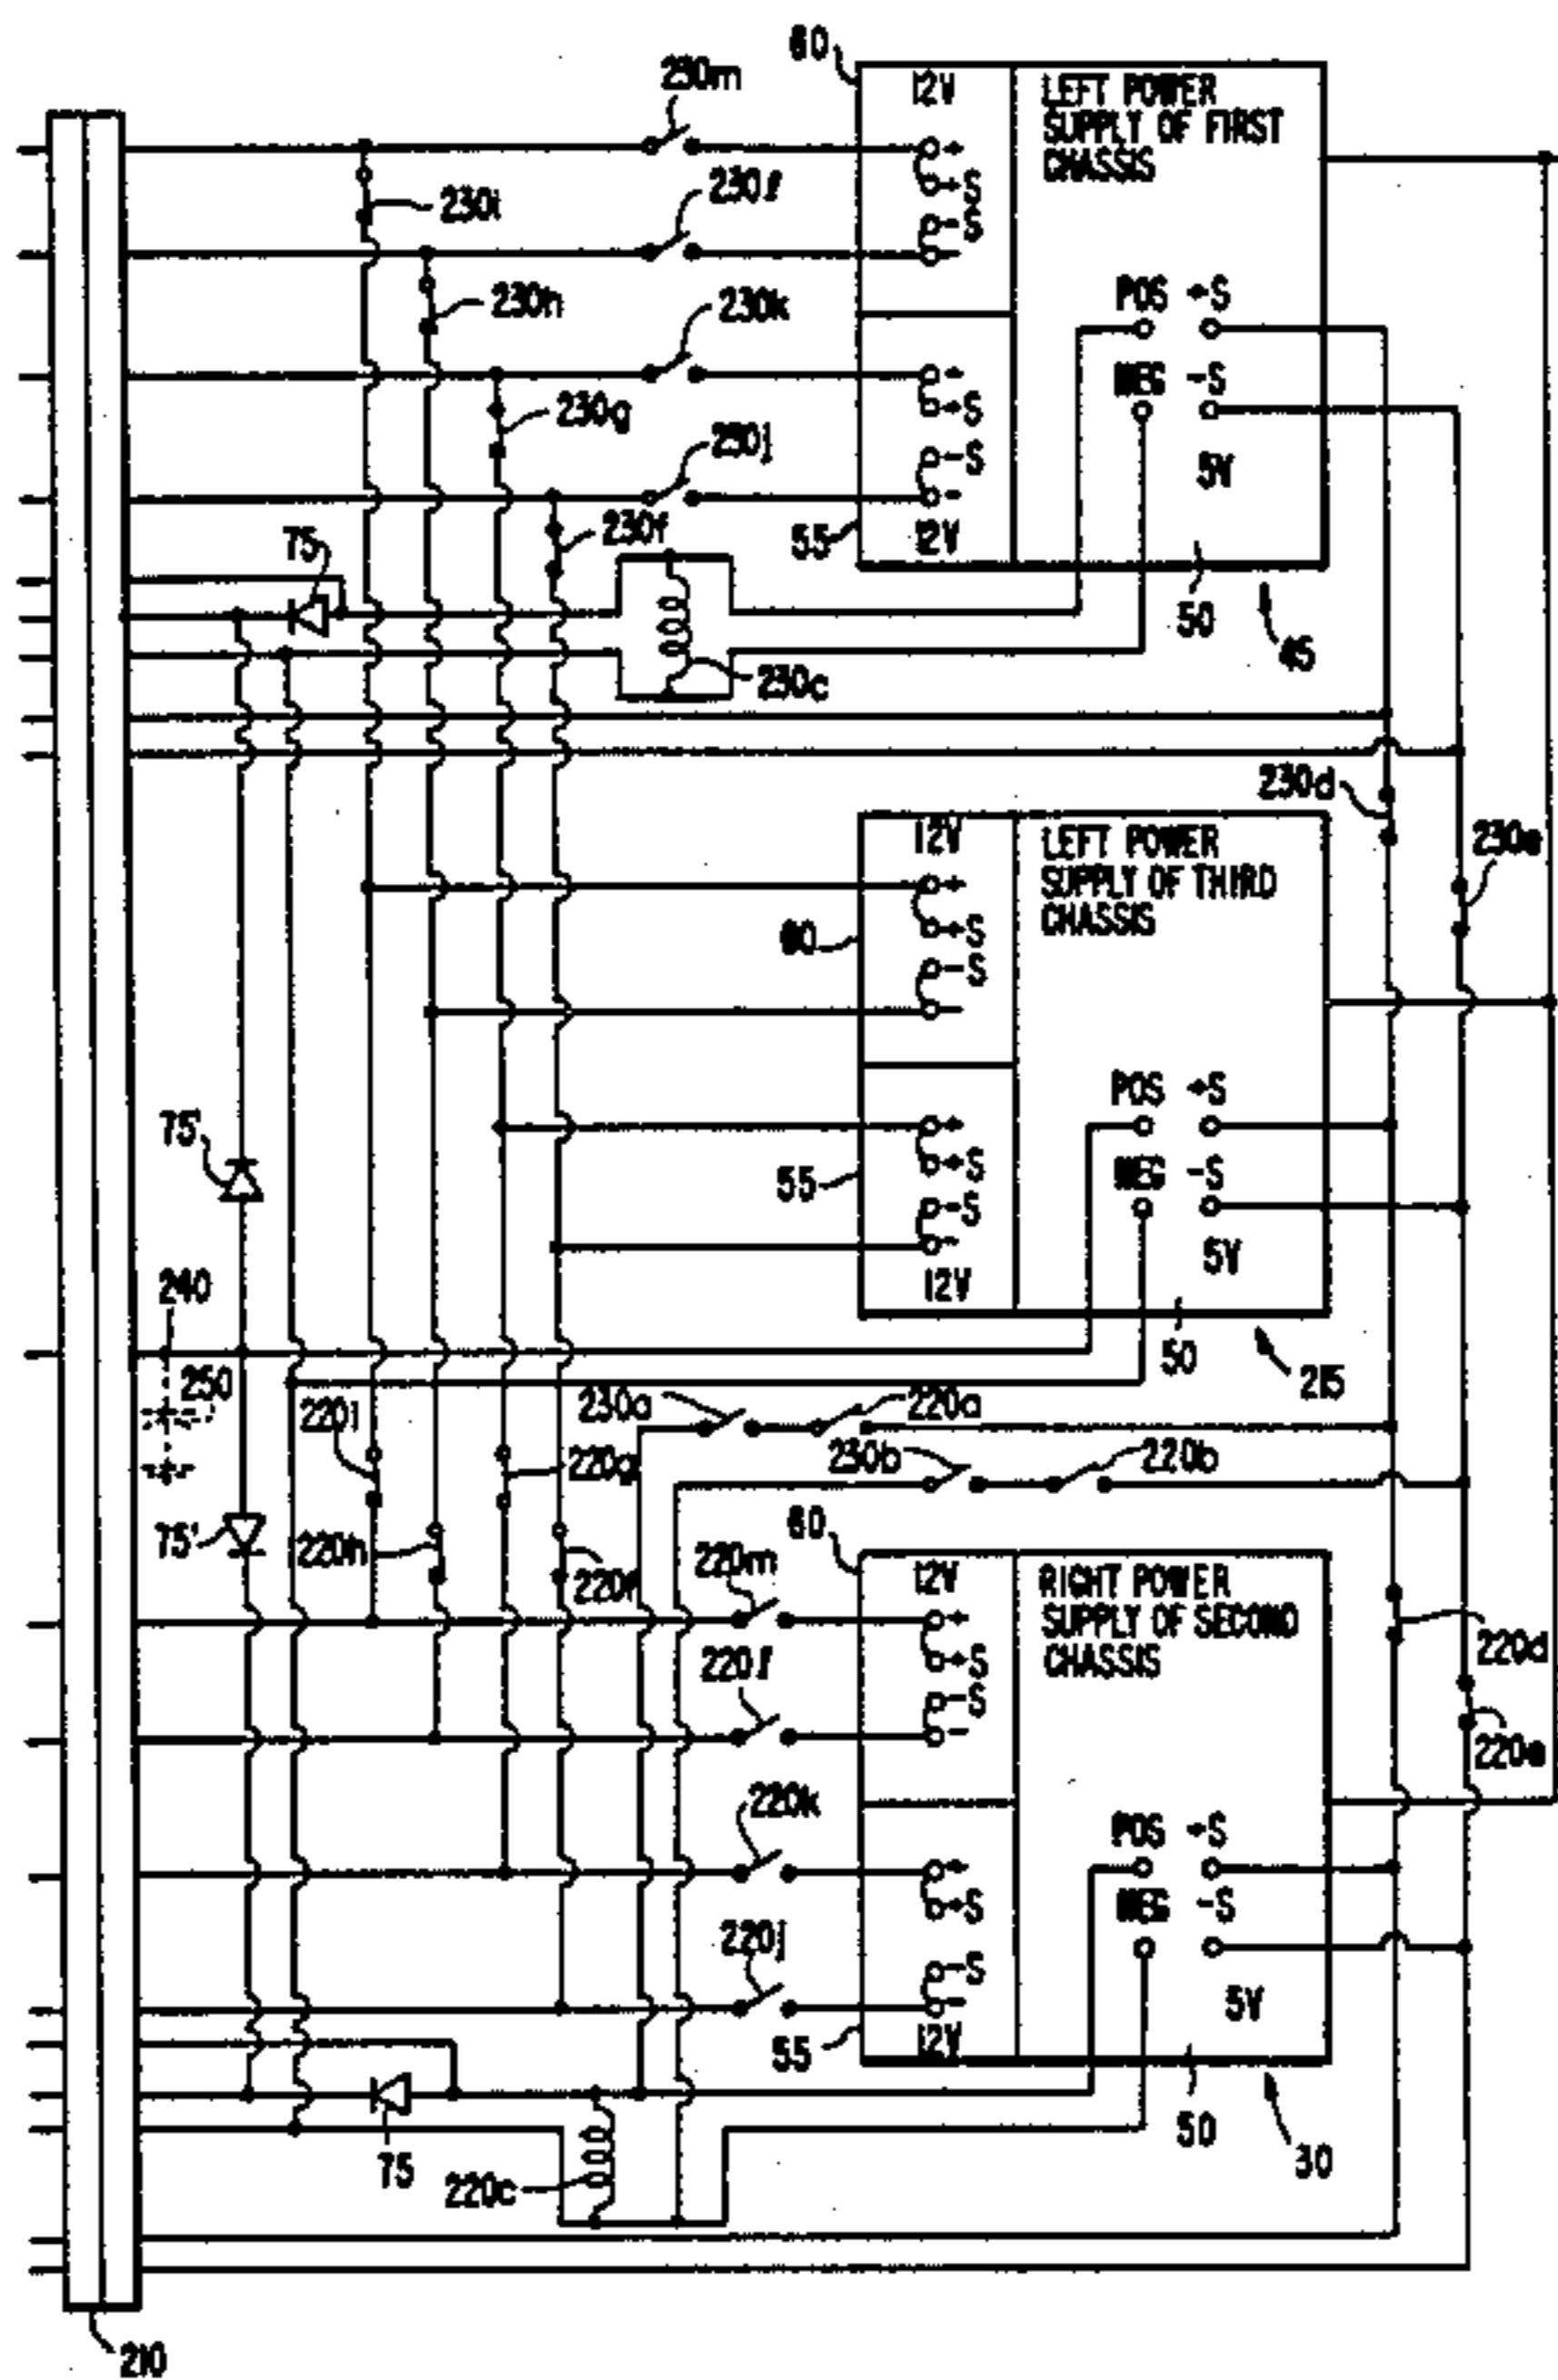 60
230m
12V
LEFT POWER
SUPPLY OF FIRST
CHASSIS
+
+S
-S
-
230i
230l
230h
230k
POS +S
NEG -S
5V
230g
230j
+
+S
-S
-
12V
55
75
230f
50
45
230c
230d
230e
12V
LEFT POWER
SUPPLY OF THIRD
CHASSIS
+
+S
-S
-
60
POS +S
NEG -S
5V
75'
55
+
+S
-S
-
12V
240
50
215
250
230a
220a
220i
220g
230b
220b
75'
60
220h
220f
220m
12V
RIGHT POWER
SUPPLY OF SECOND
CHASSIS
+
+S
-S
-
220d
220l
220e
220k
POS +S
NEG -S
5V
+
+S
-S
-
12V
220j
55
75
220c
50
30
210